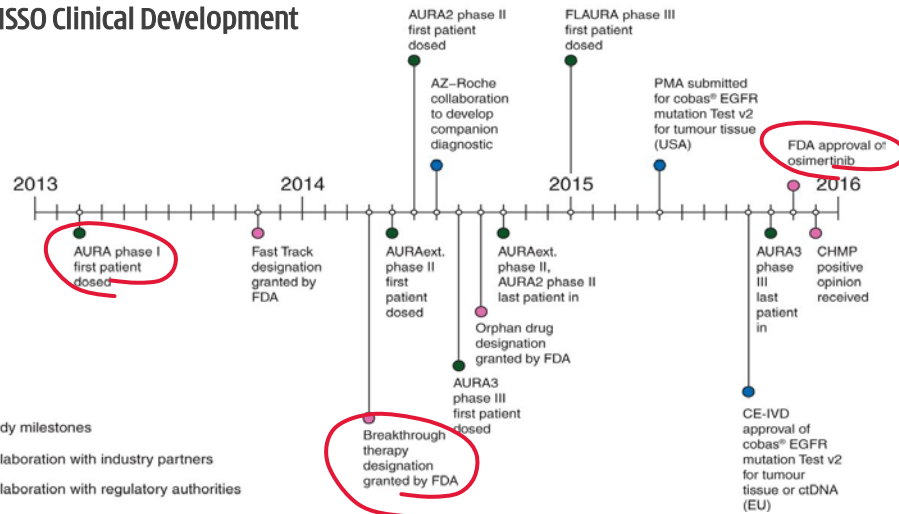 ISSO Clinical Development
AURA2 phase II
first patient
dosed
FLAURA phase III
first patient
dosed
AZ–Roche
collaboration
to develop
companion
diagnostic
PMA submitted
for cobas® EGFR
mutation Test v2
for tumour tissue
(USA)
FDA approval of
osimertinib
2013
2014
2015
2016
AURA phase I
first patient
dosed
Fast Track
designation
granted by
FDA
AURAext.
phase II
first
patient
dosed
AURAext.
phase II,
AURA2 phase II
last patient in
AURA3
phase
III
last
patient
in
CHMP
positive
opinion
received
Orphan drug
designation
granted by FDA
AURA3
phase III
first patient
dosed
Breakthrough
therapy
designation
granted by FDA
CE-IVD
approval of
cobas® EGFR
mutation Test v2
for tumour
tissue or ctDNA
(EU)
dy milestones
laboration with industry partners
laboration with regulatory authorities